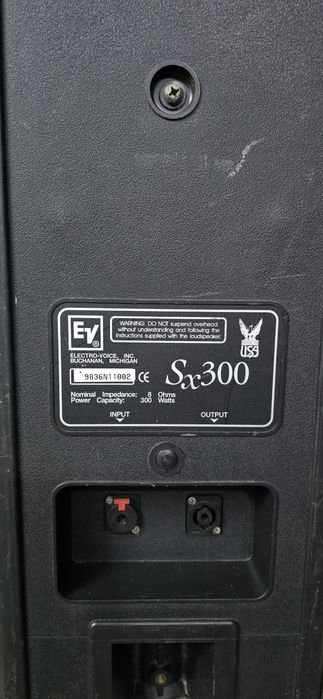 EV®
WARNING: DO NOT suspend overhead
without understanding and following the
instructions supplied with the loudspeaker.
USA
ELECTRO-VOICE, INC.
BUCHANAN, MICHIGAN
9836N11002 CE
Sx300
Nominal Impedance: 8 Ohms
Power Capacity: 300 Watts
INPUT OUTPUT